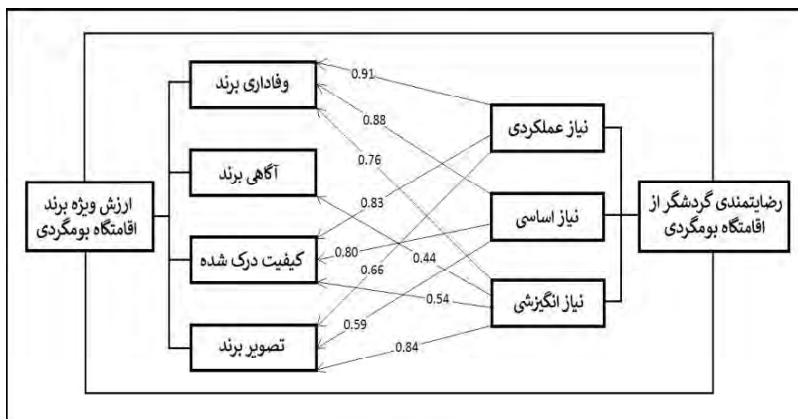 رضایتمندی گردشگر از
اقامتگاه بومگردی
نیاز عملکردی
نیاز اساسی
نیاز انگیزشی
0.91
0.88
0.76
0.83
0.80
0.44
0.66
0.54
0.59
0.84
وفاداری برند
آگاهی برند
کیفیت درک شده
تصویر برند
ارزش ویژه برند
اقامتگاه بومگردی